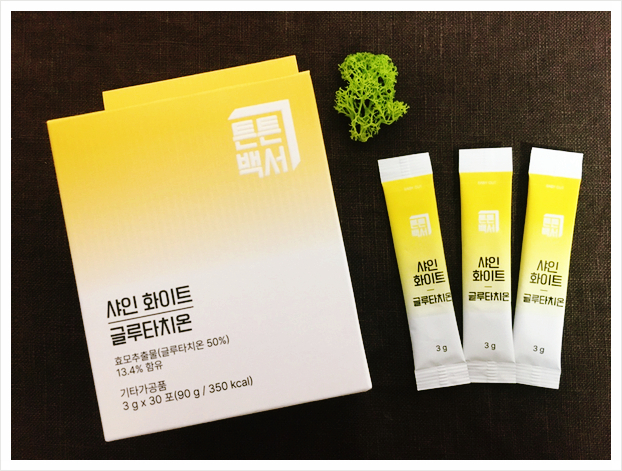 튼튼
백서
샤인 화이트
글루타치온
효모추출물(글루타치온 50%)
13.4% 함유
기타가공품
3 g x 30 포(90 g / 350 kcal)
튼튼
백서
샤인
화이트
글루타치온
3 g
튼튼
백서
샤인
화이트
글루타치온
3 g
튼튼
백서
샤인
화이트
글루타치온
3 g